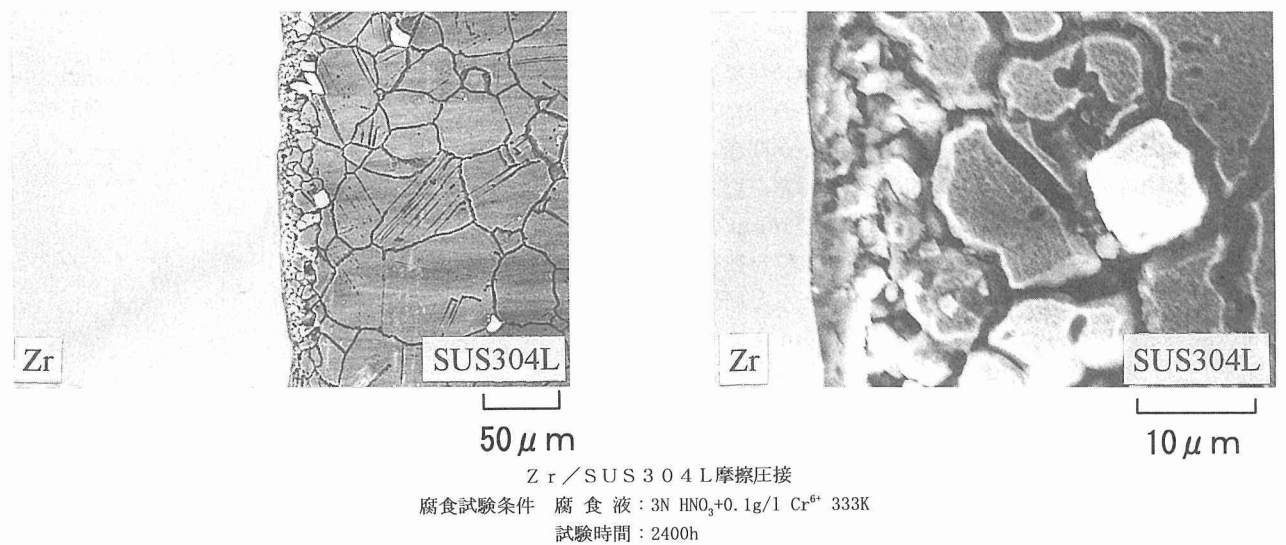 Zr
SUS304L
50μm
Zr
SUS304L
10μm
Zr／SUS304L摩擦圧接
腐食試験条件 腐食液：3N HNO₃+0.1g/l Cr⁶⁺ 333K
試験時間：2400h